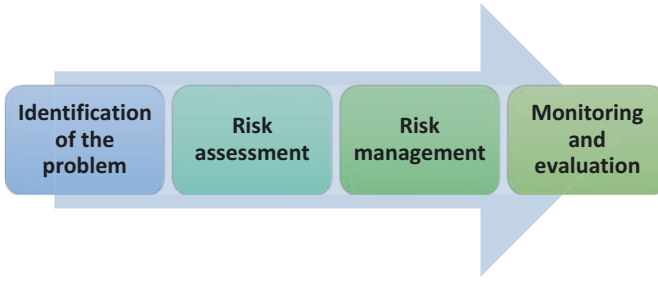 Identification
of the
problem
Risk
assessment
Risk
management
Monitoring
and
evaluation